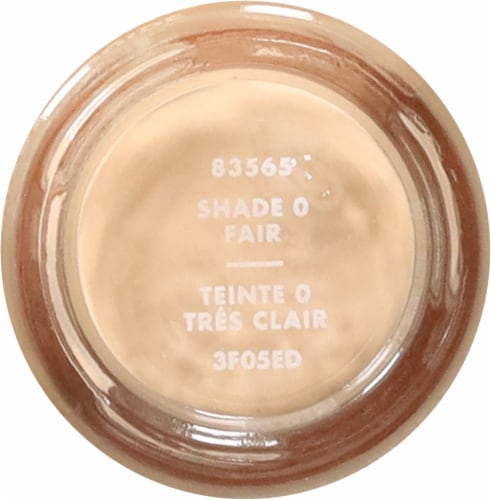 83565
SHADE 0
FAIR
TEINTE 0
TRÉS CLAIR
3F05ED